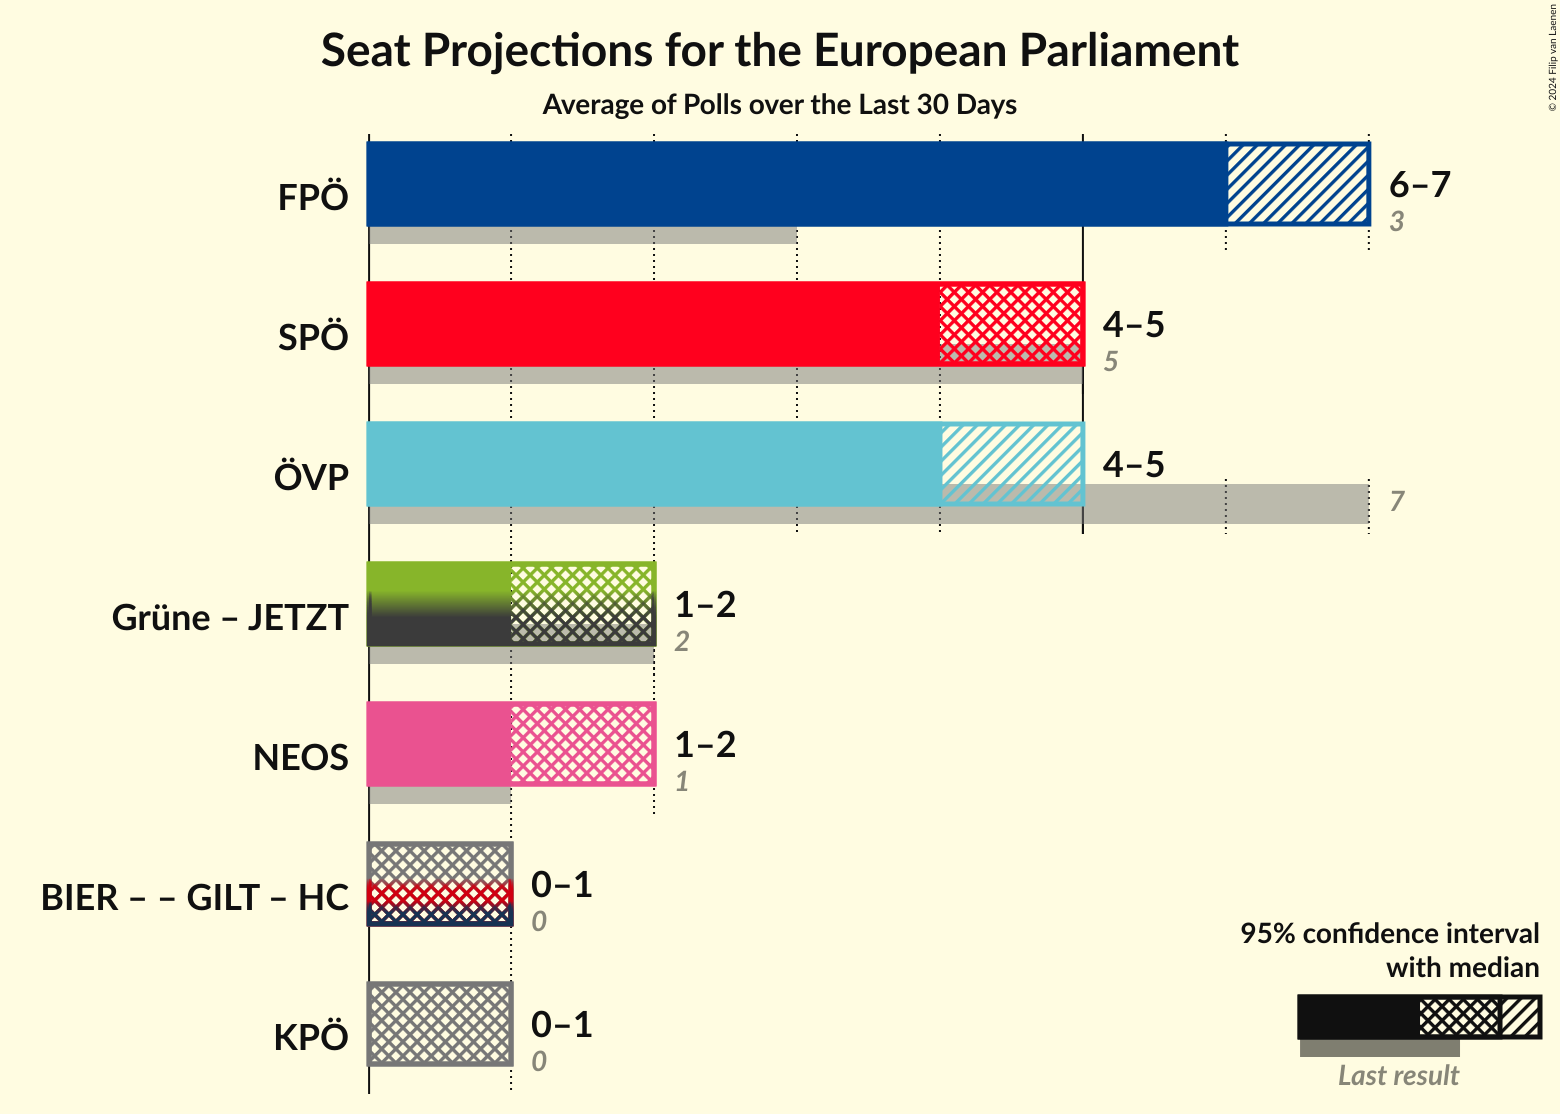 Seat Projections for the European Parliament
Average of Polls over the Last 30 Days
© 2024 Filip van Laenen
FPÖ
6–7
3
SPÖ
4–5
5
ÖVP
4–5
7
Grüne – JETZT
1–2
2
NEOS
1–2
1
BIER – – GILT – HC
0–1
0
KPÖ
0–1
0
95% confidence interval
with median
Last result